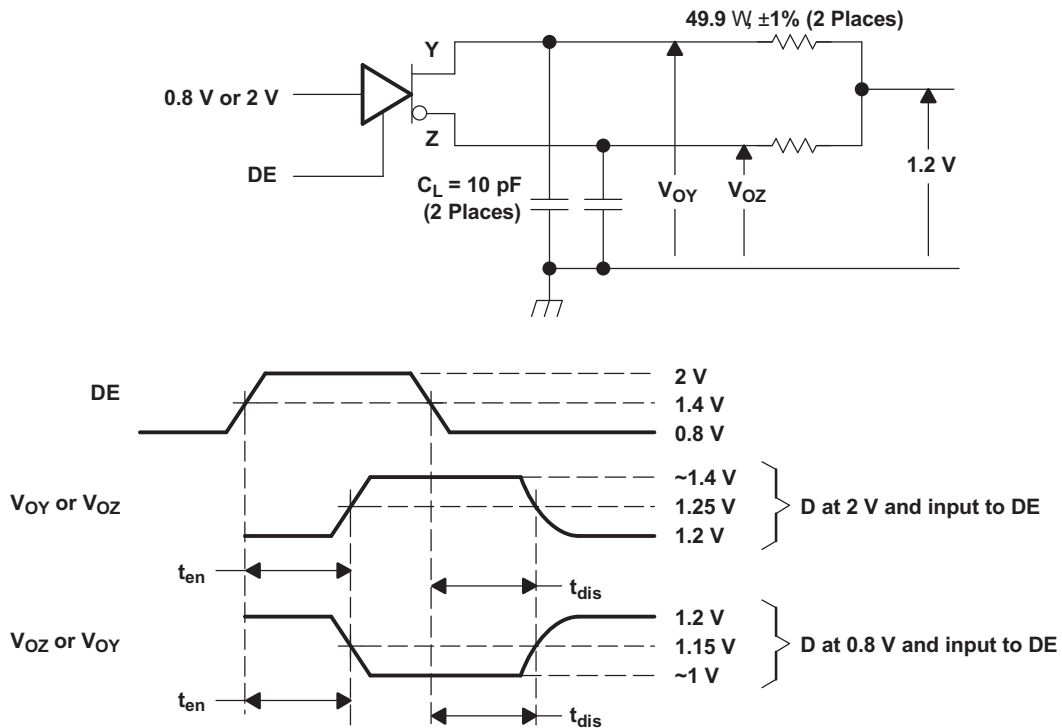 49.9 W, ±1% (2 Places)
Y
0.8 V or 2 V
Z
DE
1.2 V
C_L = 10 pF
(2 Places)
V_OY
V_OZ
DE
2 V
1.4 V
0.8 V
V_OY or V_OZ
~1.4 V
1.25 V
1.2 V
D at 2 V and input to DE
t_en
t_dis
V_OZ or V_OY
1.2 V
1.15 V
~1 V
D at 0.8 V and input to DE
t_en
t_dis